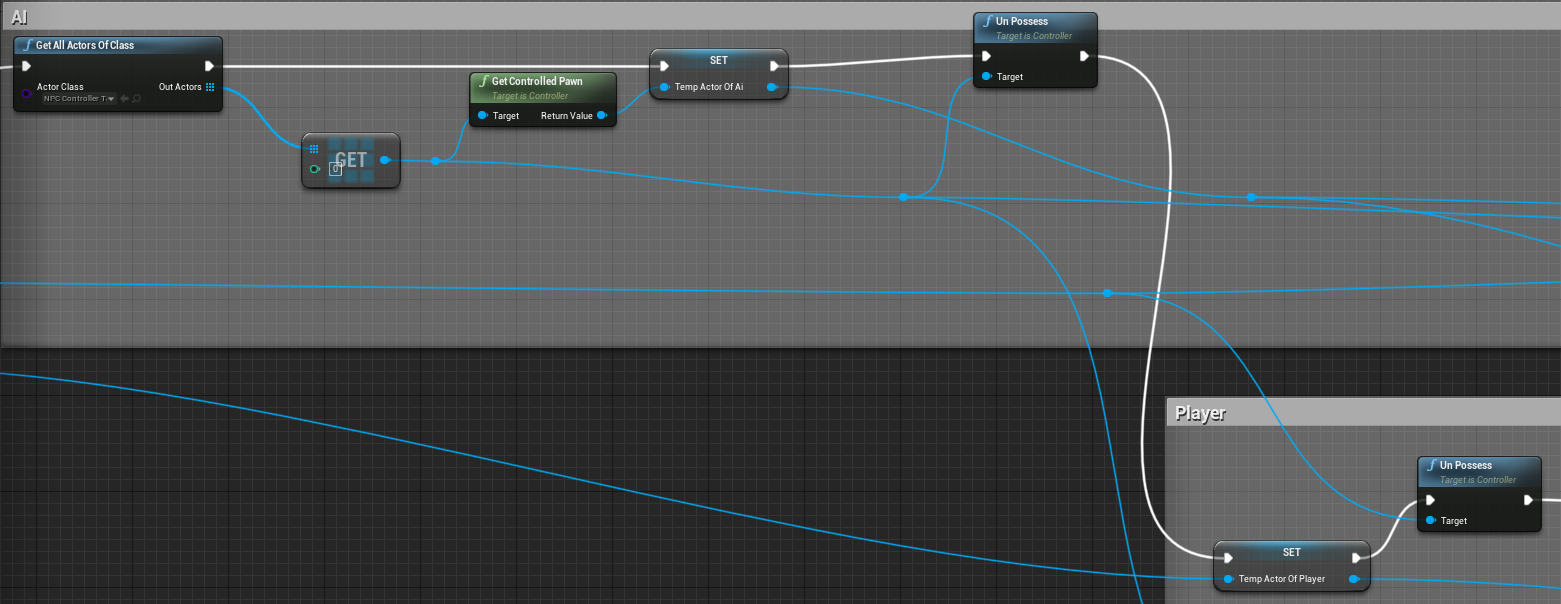 AI
Get All Actors Of Class
Actor Class
NPC Controller T
Out Actors
GET
0
Get Controlled Pawn
Target is Controller
Target
Return Value
SET
Temp Actor Of Ai
Un Possess
Target is Controller
Target
Player
Un Possess
Target is Controller
Target
SET
Temp Actor Of Player